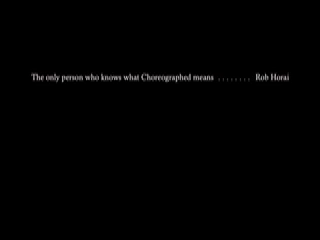 The only person who knows what Choreographed means . . . . . . . . Rob Horai